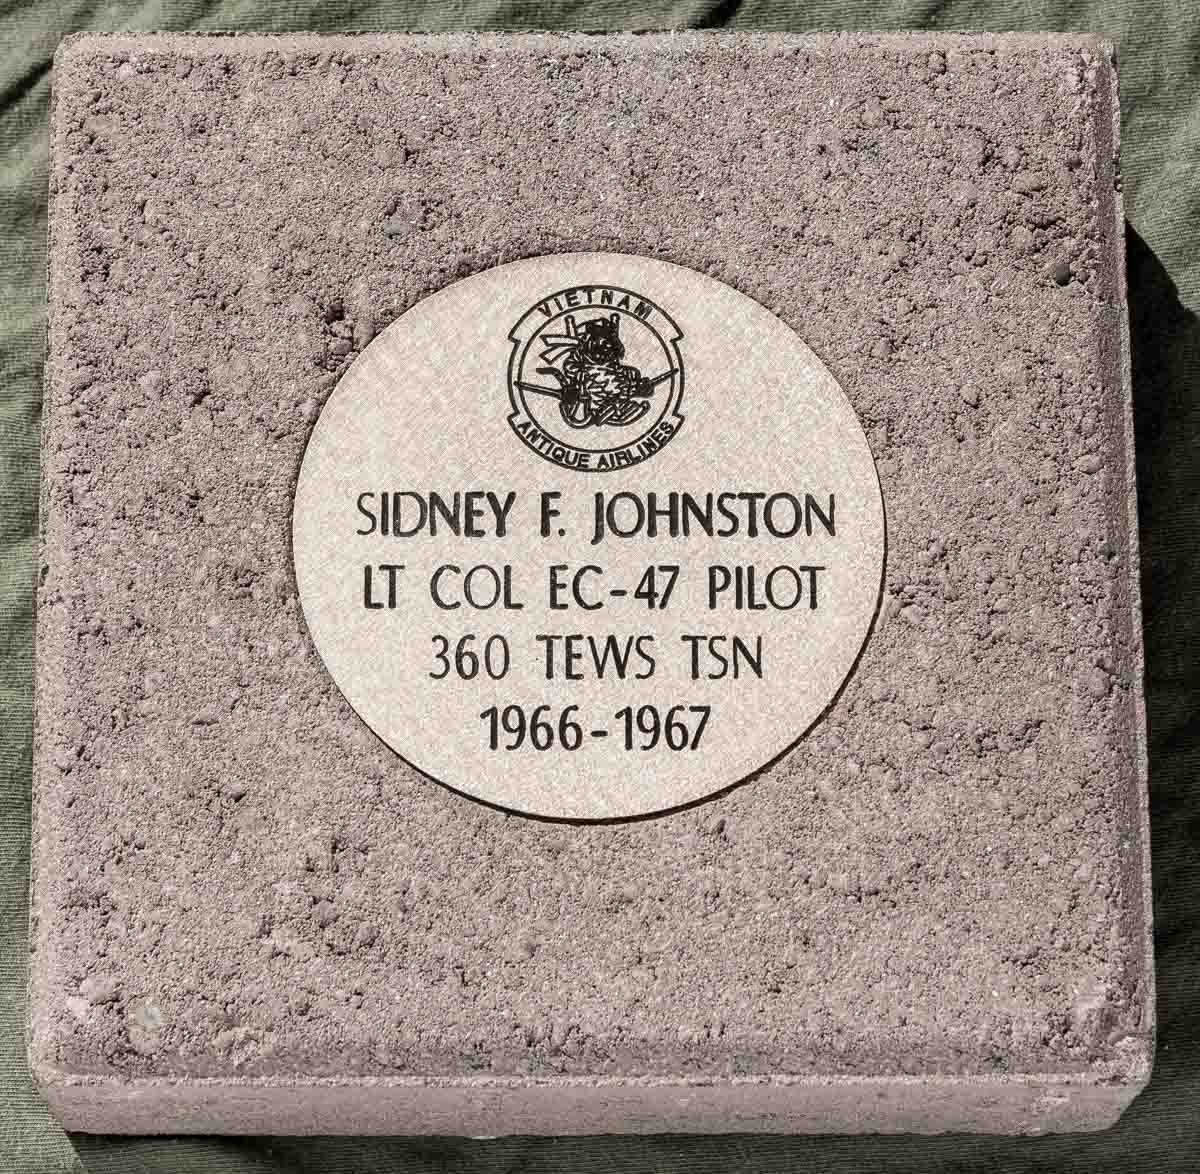 VIETNAM
ANTIQUE AIRLINES
SIDNEY F. JOHNSTON
LT COL EC-47 PILOT
360 TEWS TSN
1966-1967